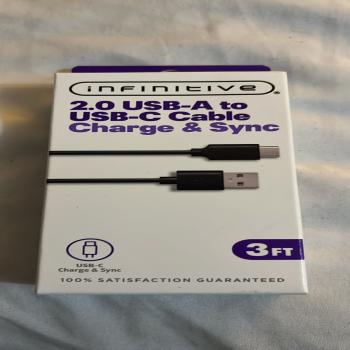 infinitive®
2.0 USB-A to
USB-C Cable
Charge & Sync
3FT
USB-C
Charge & Sync
100% SATISFACTION GUARANTEED